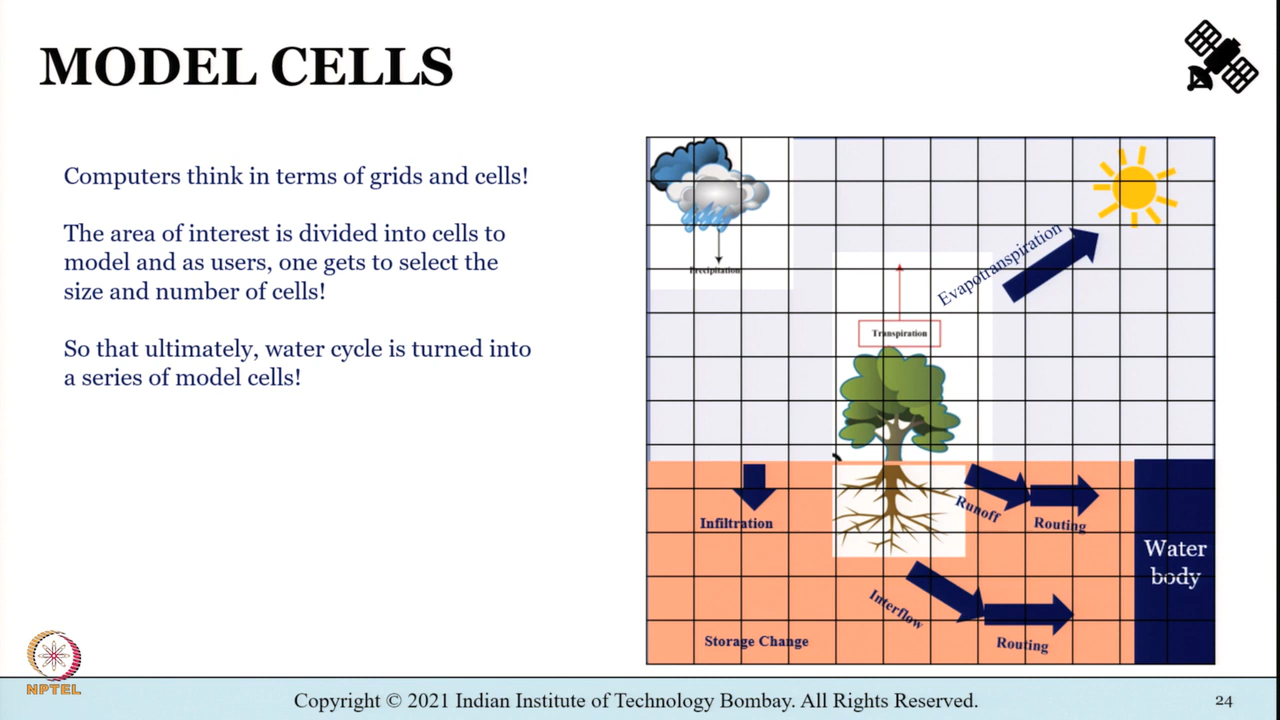 MODEL CELLS
Computers think in terms of grids and cells!
The area of interest is divided into cells to
model and as users, one gets to select the
size and number of cells!
So that ultimately, water cycle is turned into
a series of model cells!
Precipitation
Evapotranspiration
Transpiration
Infiltration
Runoff
Routing
Water
body
Interflow
Storage Change
Routing
NPTEL
Copyright © 2021 Indian Institute of Technology Bombay. All Rights Reserved.
24